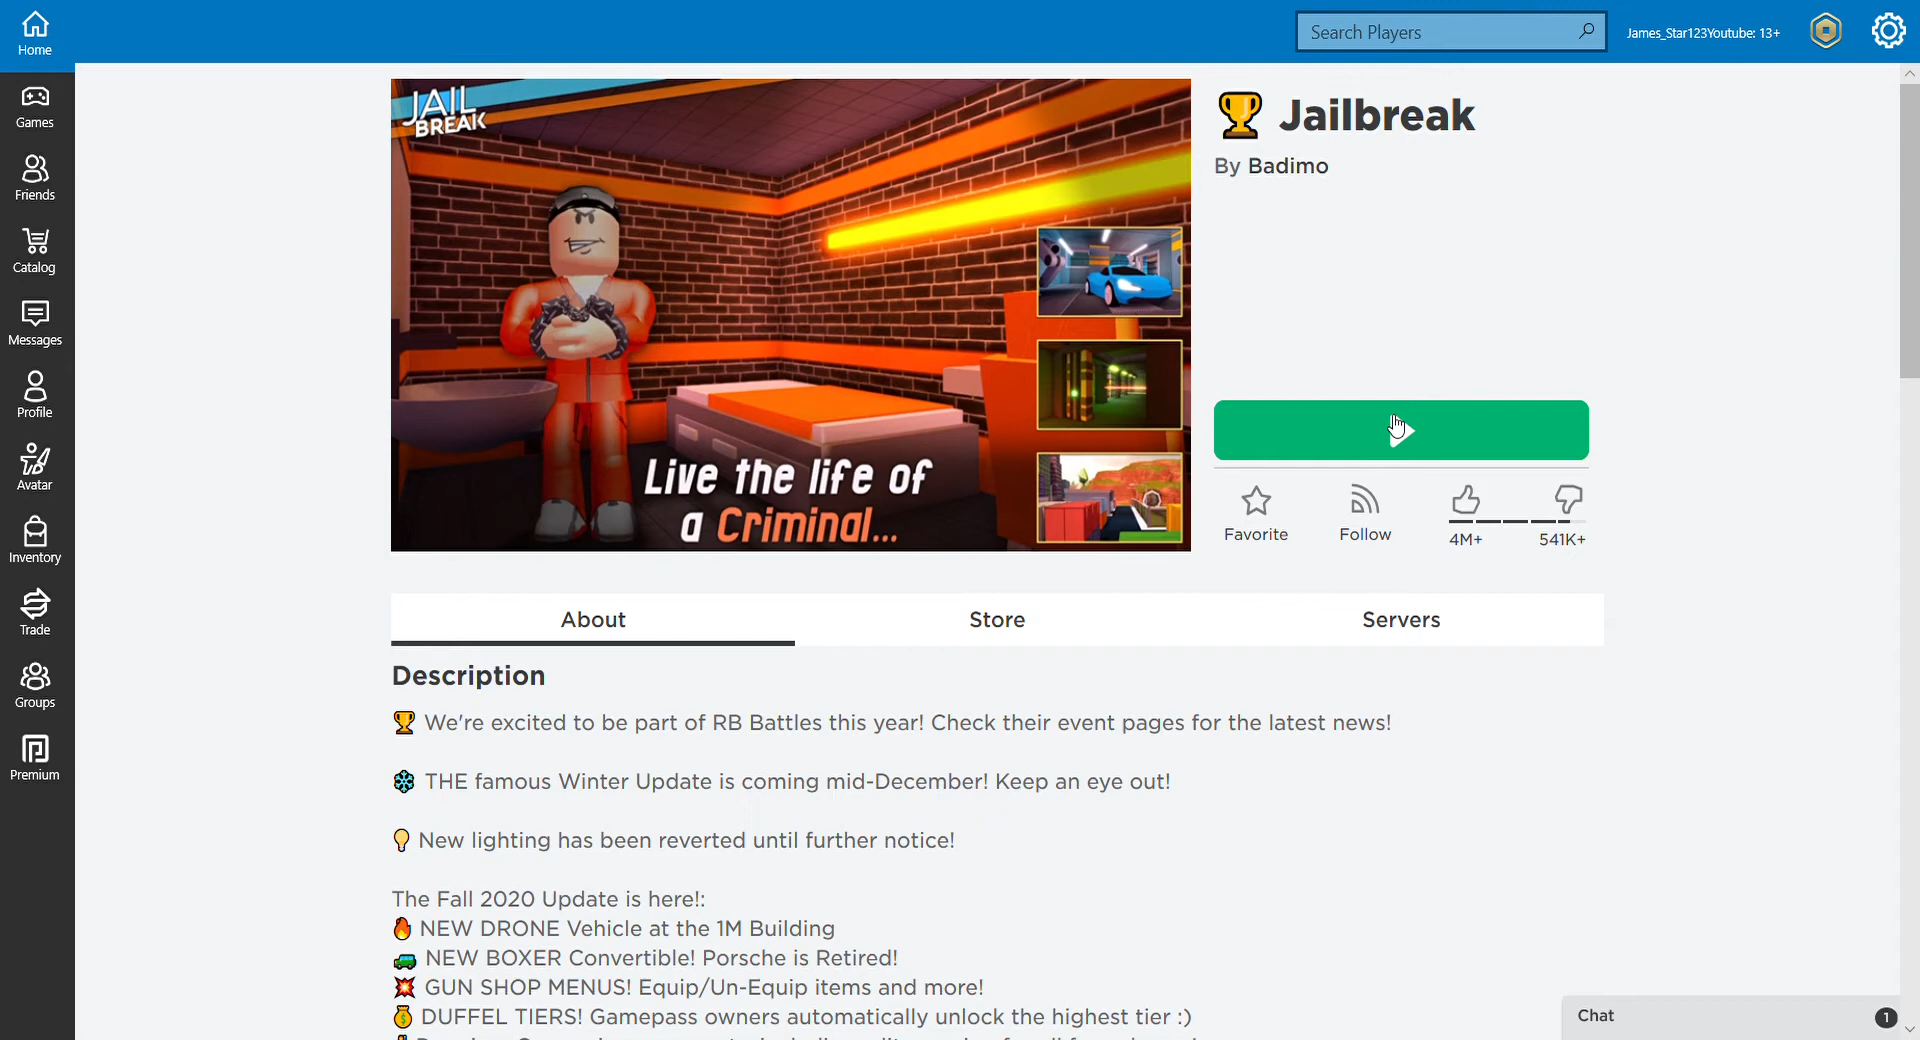 Home
Search Players
James_Star123Youtube: 13+
Games
Friends
Catalog
Messages
Profile
Avatar
Inventory
Trade
Groups
Premium
JAIL
BREAK
Live the life of
a Criminal...
Jailbreak
By Badimo
Favorite
Follow
4M+
541K+
About
Store
Servers
Description
We're excited to be part of RB Battles this year! Check their event pages for the latest news!
THE famous Winter Update is coming mid-December! Keep an eye out!
New lighting has been reverted until further notice!
The Fall 2020 Update is here!:
NEW DRONE Vehicle at the 1M Building
NEW BOXER Convertible! Porsche is Retired!
GUN SHOP MENUS! Equip/Un-Equip items and more!
DUFFEL TIERS! Gamepass owners automatically unlock the highest tier :)
Chat
1